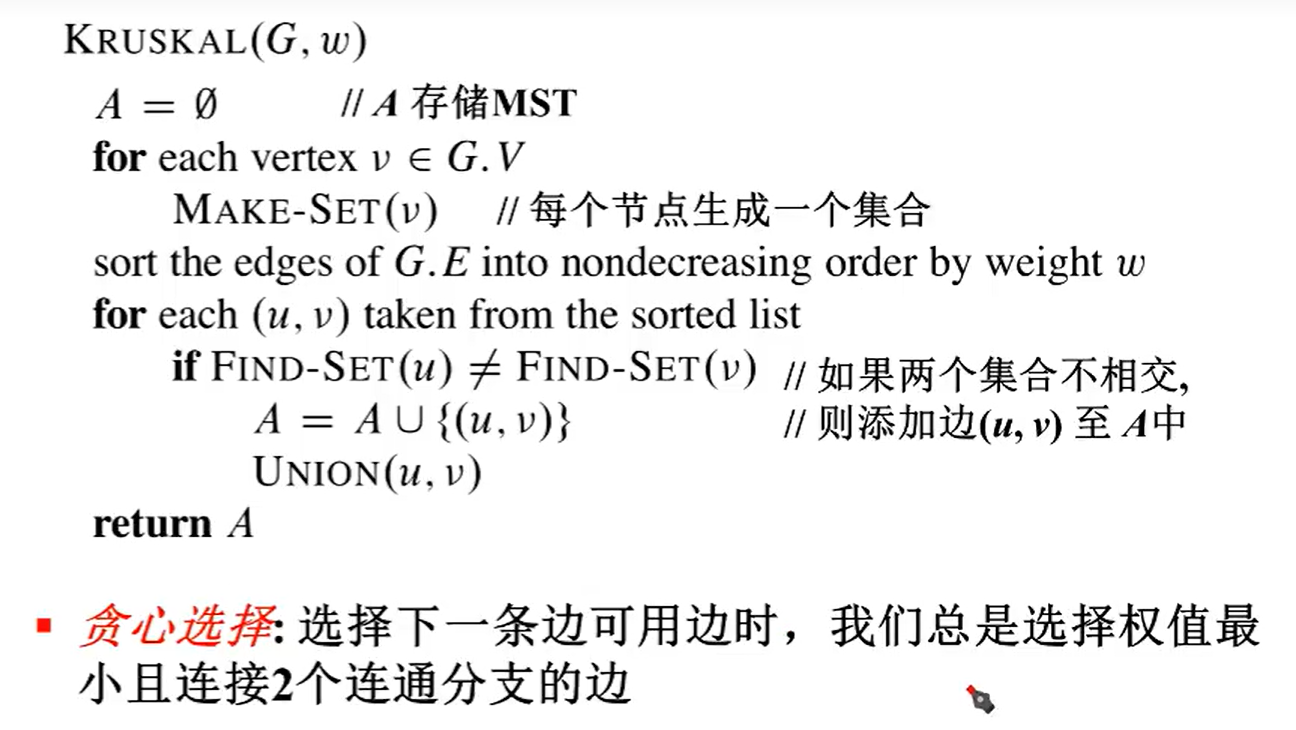 KRUSKAL(G, w)
A = ∅ // A 存储MST
for each vertex v ∈ G.V
MAKE-SET(v) // 每个节点生成一个集合
sort the edges of G.E into nondecreasing order by weight w
for each (u, v) taken from the sorted list
if FIND-SET(u) ≠ FIND-SET(v) // 如果两个集合不相交,
A = A ∪ {(u, v)} // 则添加边(u, v) 至 A中
UNION(u, v)
return A
▪ 贪心选择: 选择下一条边可用边时，我们总是选择权值最
小且连接2个连通分支的边